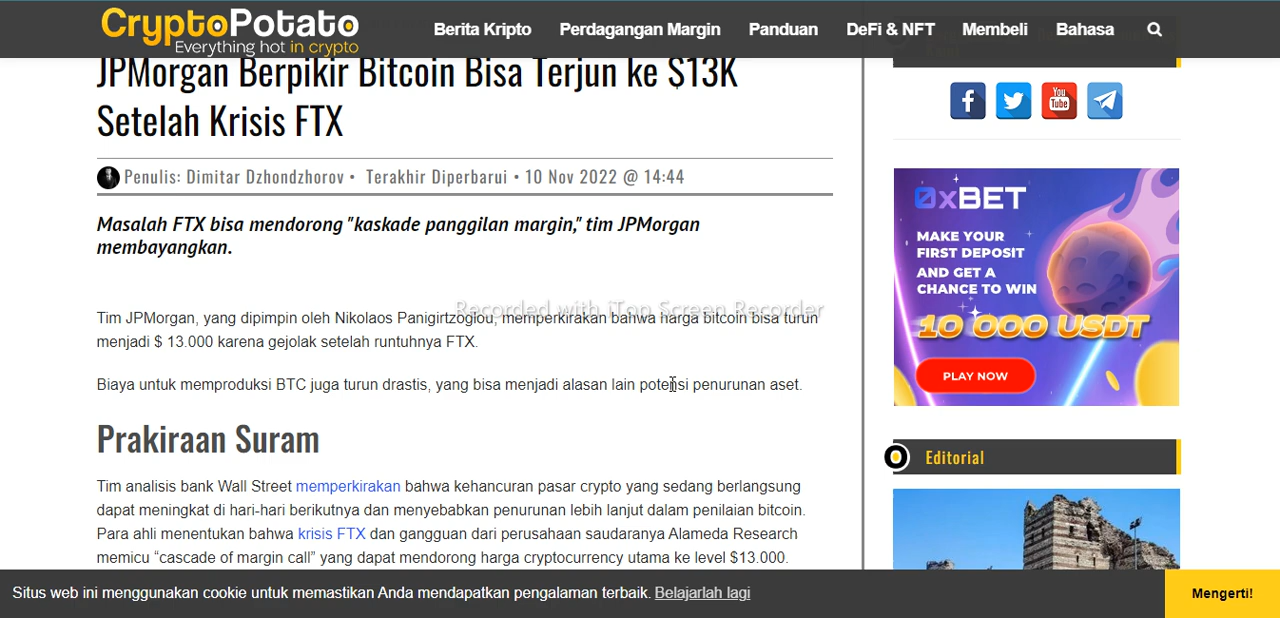 CryptoPotato
Everything hot in crypto
Berita Kripto Perdagangan Margin Panduan DeFi & NFT Membeli Bahasa
JPMorgan Berpikir Bitcoin Bisa Terjun ke $13K
Setelah Krisis FTX
Penulis: Dimitar Dzhondzhorov • Terakhir Diperbarui • 10 Nov 2022 @ 14:44
Masalah FTX bisa mendorong "kaskade panggilan margin," tim JPMorgan
membayangkan.
Recorded with iTop Screen Recorder
Tim JPMorgan, yang dipimpin oleh Nikolaos Panigirtzoglou, memperkirakan bahwa harga bitcoin bisa turun
menjadi $ 13.000 karena gejolak setelah runtuhnya FTX.
Biaya untuk memproduksi BTC juga turun drastis, yang bisa menjadi alasan lain potensi penurunan aset.
Prakiraan Suram
Tim analisis bank Wall Street memperkirakan bahwa kehancuran pasar crypto yang sedang berlangsung
dapat meningkat di hari-hari berikutnya dan menyebabkan penurunan lebih lanjut dalam penilaian bitcoin.
Para ahli menentukan bahwa krisis FTX dan gangguan dari perusahaan saudaranya Alameda Research
memicu “cascade of margin call” yang dapat mendorong harga cryptocurrency utama ke level $13.000.
You
Tube
0xBET
MAKE YOUR
FIRST DEPOSIT
AND GET A
CHANCE TO WIN
10 000 USDT
PLAY NOW
Editorial
Situs web ini menggunakan cookie untuk memastikan Anda mendapatkan pengalaman terbaik. Belajarlah lagi
Mengerti!